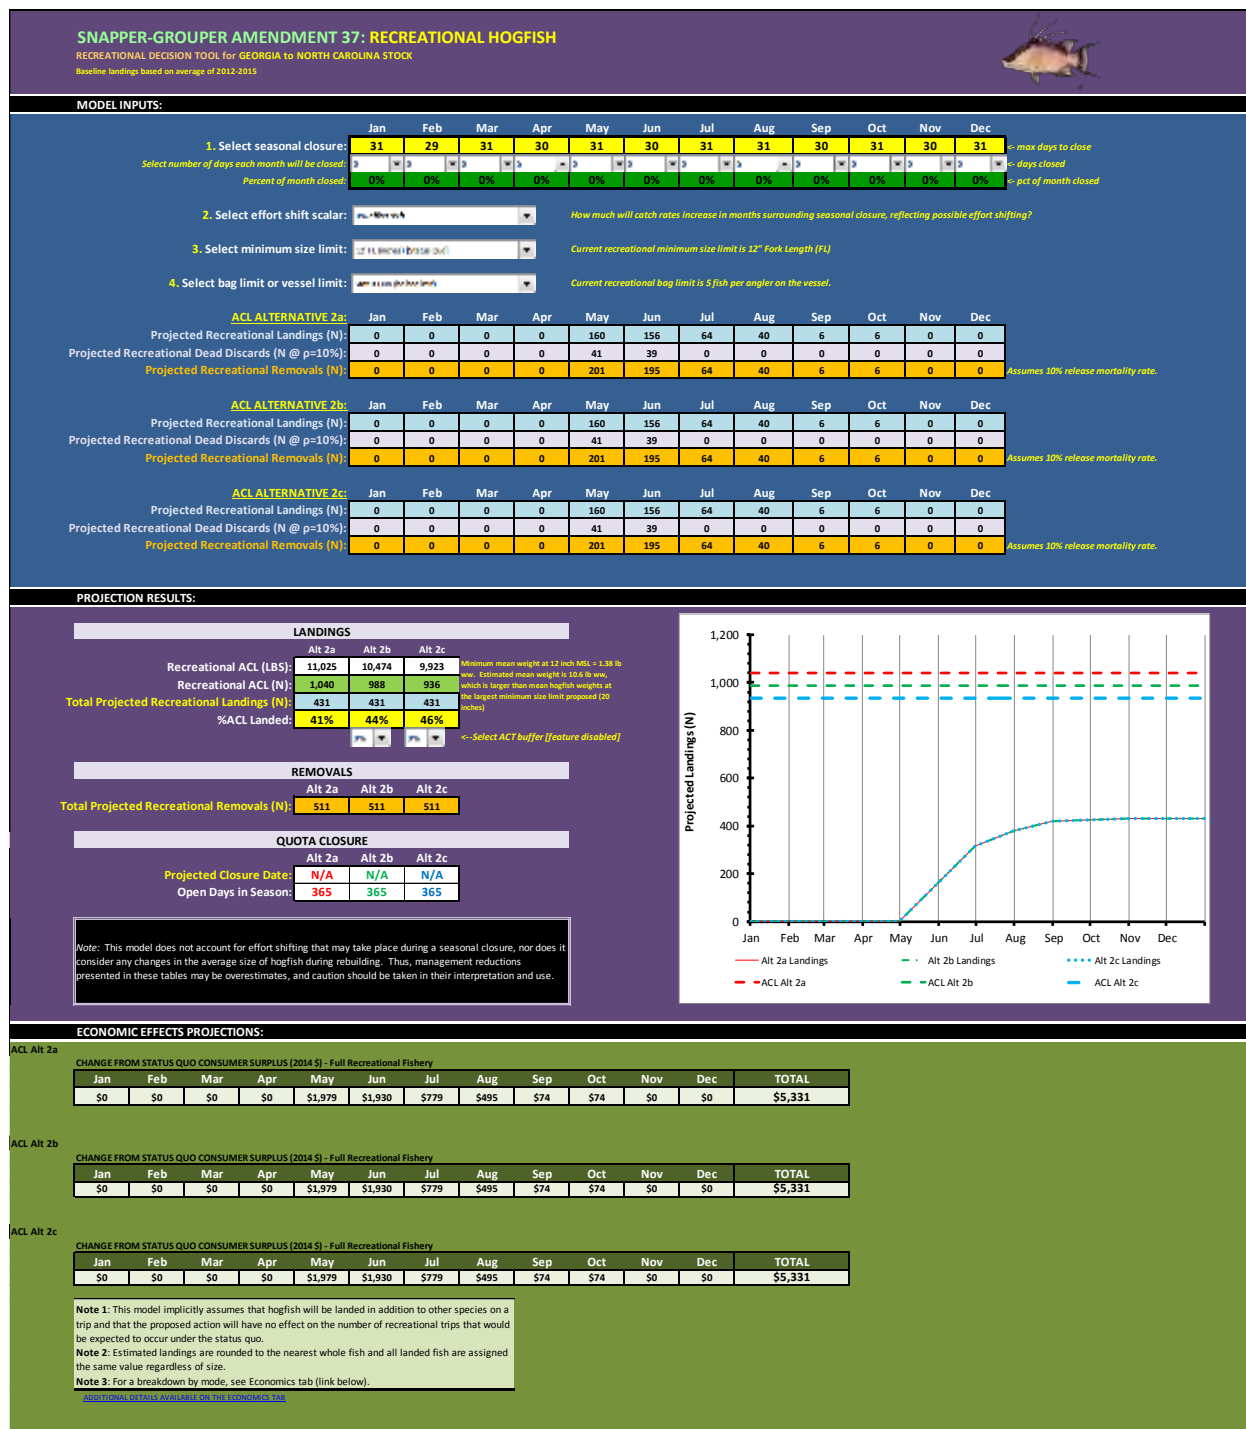 SNAPPER-GROUPER AMENDMENT 37: RECREATIONAL HOGFISH
RECREATIONAL DECISION TOOL for GEORGIA to NORTH CAROLINA STOCK
Baseline landings based on average of 2012-2015
MODEL INPUTS:
Jan Feb Mar Apr May Jun Jul Aug Sep Oct Nov Dec
1. Select seasonal closure: 31 29 31 30 31 30 31 31 30 31 30 31 <- max days to close
Select number of days each month will be closed: <- days closed
Percent of month closed: 0% 0% 0% 0% 0% 0% 0% 0% 0% 0% 0% 0% <- pct of month closed
2. Select effort shift scalar: How much will catch rates increase in months surrounding seasonal closure, reflecting possible effort shifting?
3. Select minimum size limit: Current recreational minimum size limit is 12" Fork Length (FL)
4. Select bag limit or vessel limit: Current recreational bag limit is 5 fish per angler on the vessel.
ACL ALTERNATIVE 2a: Jan Feb Mar Apr May Jun Jul Aug Sep Oct Nov Dec
Projected Recreational Landings (N): 0 0 0 0 160 156 64 40 6 6 0 0
Projected Recreational Dead Discards (N @ ρ=10%): 0 0 0 0 41 39 0 0 0 0 0 0
Projected Recreational Removals (N): 0 0 0 0 201 195 64 40 6 6 0 0 Assumes 10% release mortality rate.
ACL ALTERNATIVE 2b: Jan Feb Mar Apr May Jun Jul Aug Sep Oct Nov Dec
Projected Recreational Landings (N): 0 0 0 0 160 156 64 40 6 6 0 0
Projected Recreational Dead Discards (N @ ρ=10%): 0 0 0 0 41 39 0 0 0 0 0 0
Projected Recreational Removals (N): 0 0 0 0 201 195 64 40 6 6 0 0 Assumes 10% release mortality rate.
ACL ALTERNATIVE 2c: Jan Feb Mar Apr May Jun Jul Aug Sep Oct Nov Dec
Projected Recreational Landings (N): 0 0 0 0 160 156 64 40 6 6 0 0
Projected Recreational Dead Discards (N @ ρ=10%): 0 0 0 0 41 39 0 0 0 0 0 0
Projected Recreational Removals (N): 0 0 0 0 201 195 64 40 6 6 0 0 Assumes 10% release mortality rate.
PROJECTION RESULTS:
LANDINGS
Alt 2a Alt 2b Alt 2c
Recreational ACL (LBS): 11,025 10,474 9,923
Recreational ACL (N): 1,040 988 936
Total Projected Recreational Landings (N): 431 431 431
%ACL Landed: 41% 44% 46%
Minimum mean weight at 12 inch MSL = 1.38 lb
ww. Estimated mean weight is 10.6 lb ww,
which is larger than mean hogfish weights at
the largest minimum size limit proposed (20
inches)
<--Select ACT buffer [feature disabled]
REMOVALS
Alt 2a Alt 2b Alt 2c
Total Projected Recreational Removals (N): 511 511 511
QUOTA CLOSURE
Alt 2a Alt 2b Alt 2c
Projected Closure Date: N/A N/A N/A
Open Days in Season: 365 365 365
Note: This model does not account for effort shifting that may take place during a seasonal closure, nor does it
consider any changes in the average size of hogfish during rebuilding. Thus, management reductions
presented in these tables may be overestimates, and caution should be taken in their interpretation and use.
Projected Landings (N)
1,200
1,000
800
600
400
200
0
Jan Feb Mar Apr May Jun Jul Aug Sep Oct Nov Dec
Alt 2a Landings Alt 2b Landings Alt 2c Landings
ACL Alt 2a ACL Alt 2b ACL Alt 2c
ECONOMIC EFFECTS PROJECTIONS:
ACL Alt 2a
CHANGE FROM STATUS QUO CONSUMER SURPLUS (2014 $) - Full Recreational Fishery
Jan Feb Mar Apr May Jun Jul Aug Sep Oct Nov Dec TOTAL
$0 $0 $0 $0 $1,979 $1,930 $779 $495 $74 $74 $0 $0 $5,331
ACL Alt 2b
CHANGE FROM STATUS QUO CONSUMER SURPLUS (2014 $) - Full Recreational Fishery
Jan Feb Mar Apr May Jun Jul Aug Sep Oct Nov Dec TOTAL
$0 $0 $0 $0 $1,979 $1,930 $779 $495 $74 $74 $0 $0 $5,331
ACL Alt 2c
CHANGE FROM STATUS QUO CONSUMER SURPLUS (2014 $) - Full Recreational Fishery
Jan Feb Mar Apr May Jun Jul Aug Sep Oct Nov Dec TOTAL
$0 $0 $0 $0 $1,979 $1,930 $779 $495 $74 $74 $0 $0 $5,331
Note 1: This model implicitly assumes that hogfish will be landed in addition to other species on a
trip and that the proposed action will have no effect on the number of recreational trips that would
be expected to occur under the status quo.
Note 2: Estimated landings are rounded to the nearest whole fish and all landed fish are assigned
the same value regardless of size.
Note 3: For a breakdown by mode, see Economics tab (link below).
ADDITIONAL DETAILS AVAILABLE ON THE ECONOMICS TAB